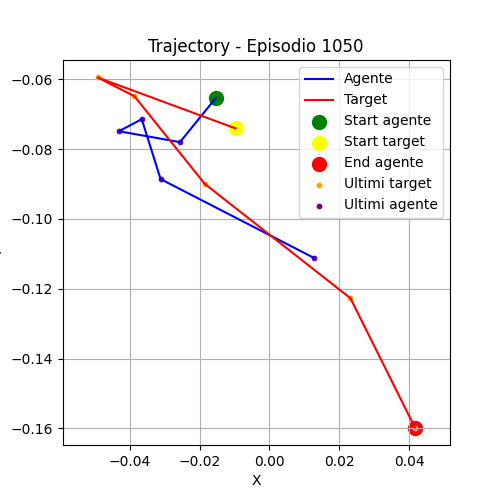 Trajectory - Episodio 1050
Agente
Target
Start agente
Start target
End agente
Ultimi target
Ultimi agente
−0.06
−0.08
−0.10
−0.12
−0.14
−0.16
−0.04
−0.02
0.00
0.02
0.04
X